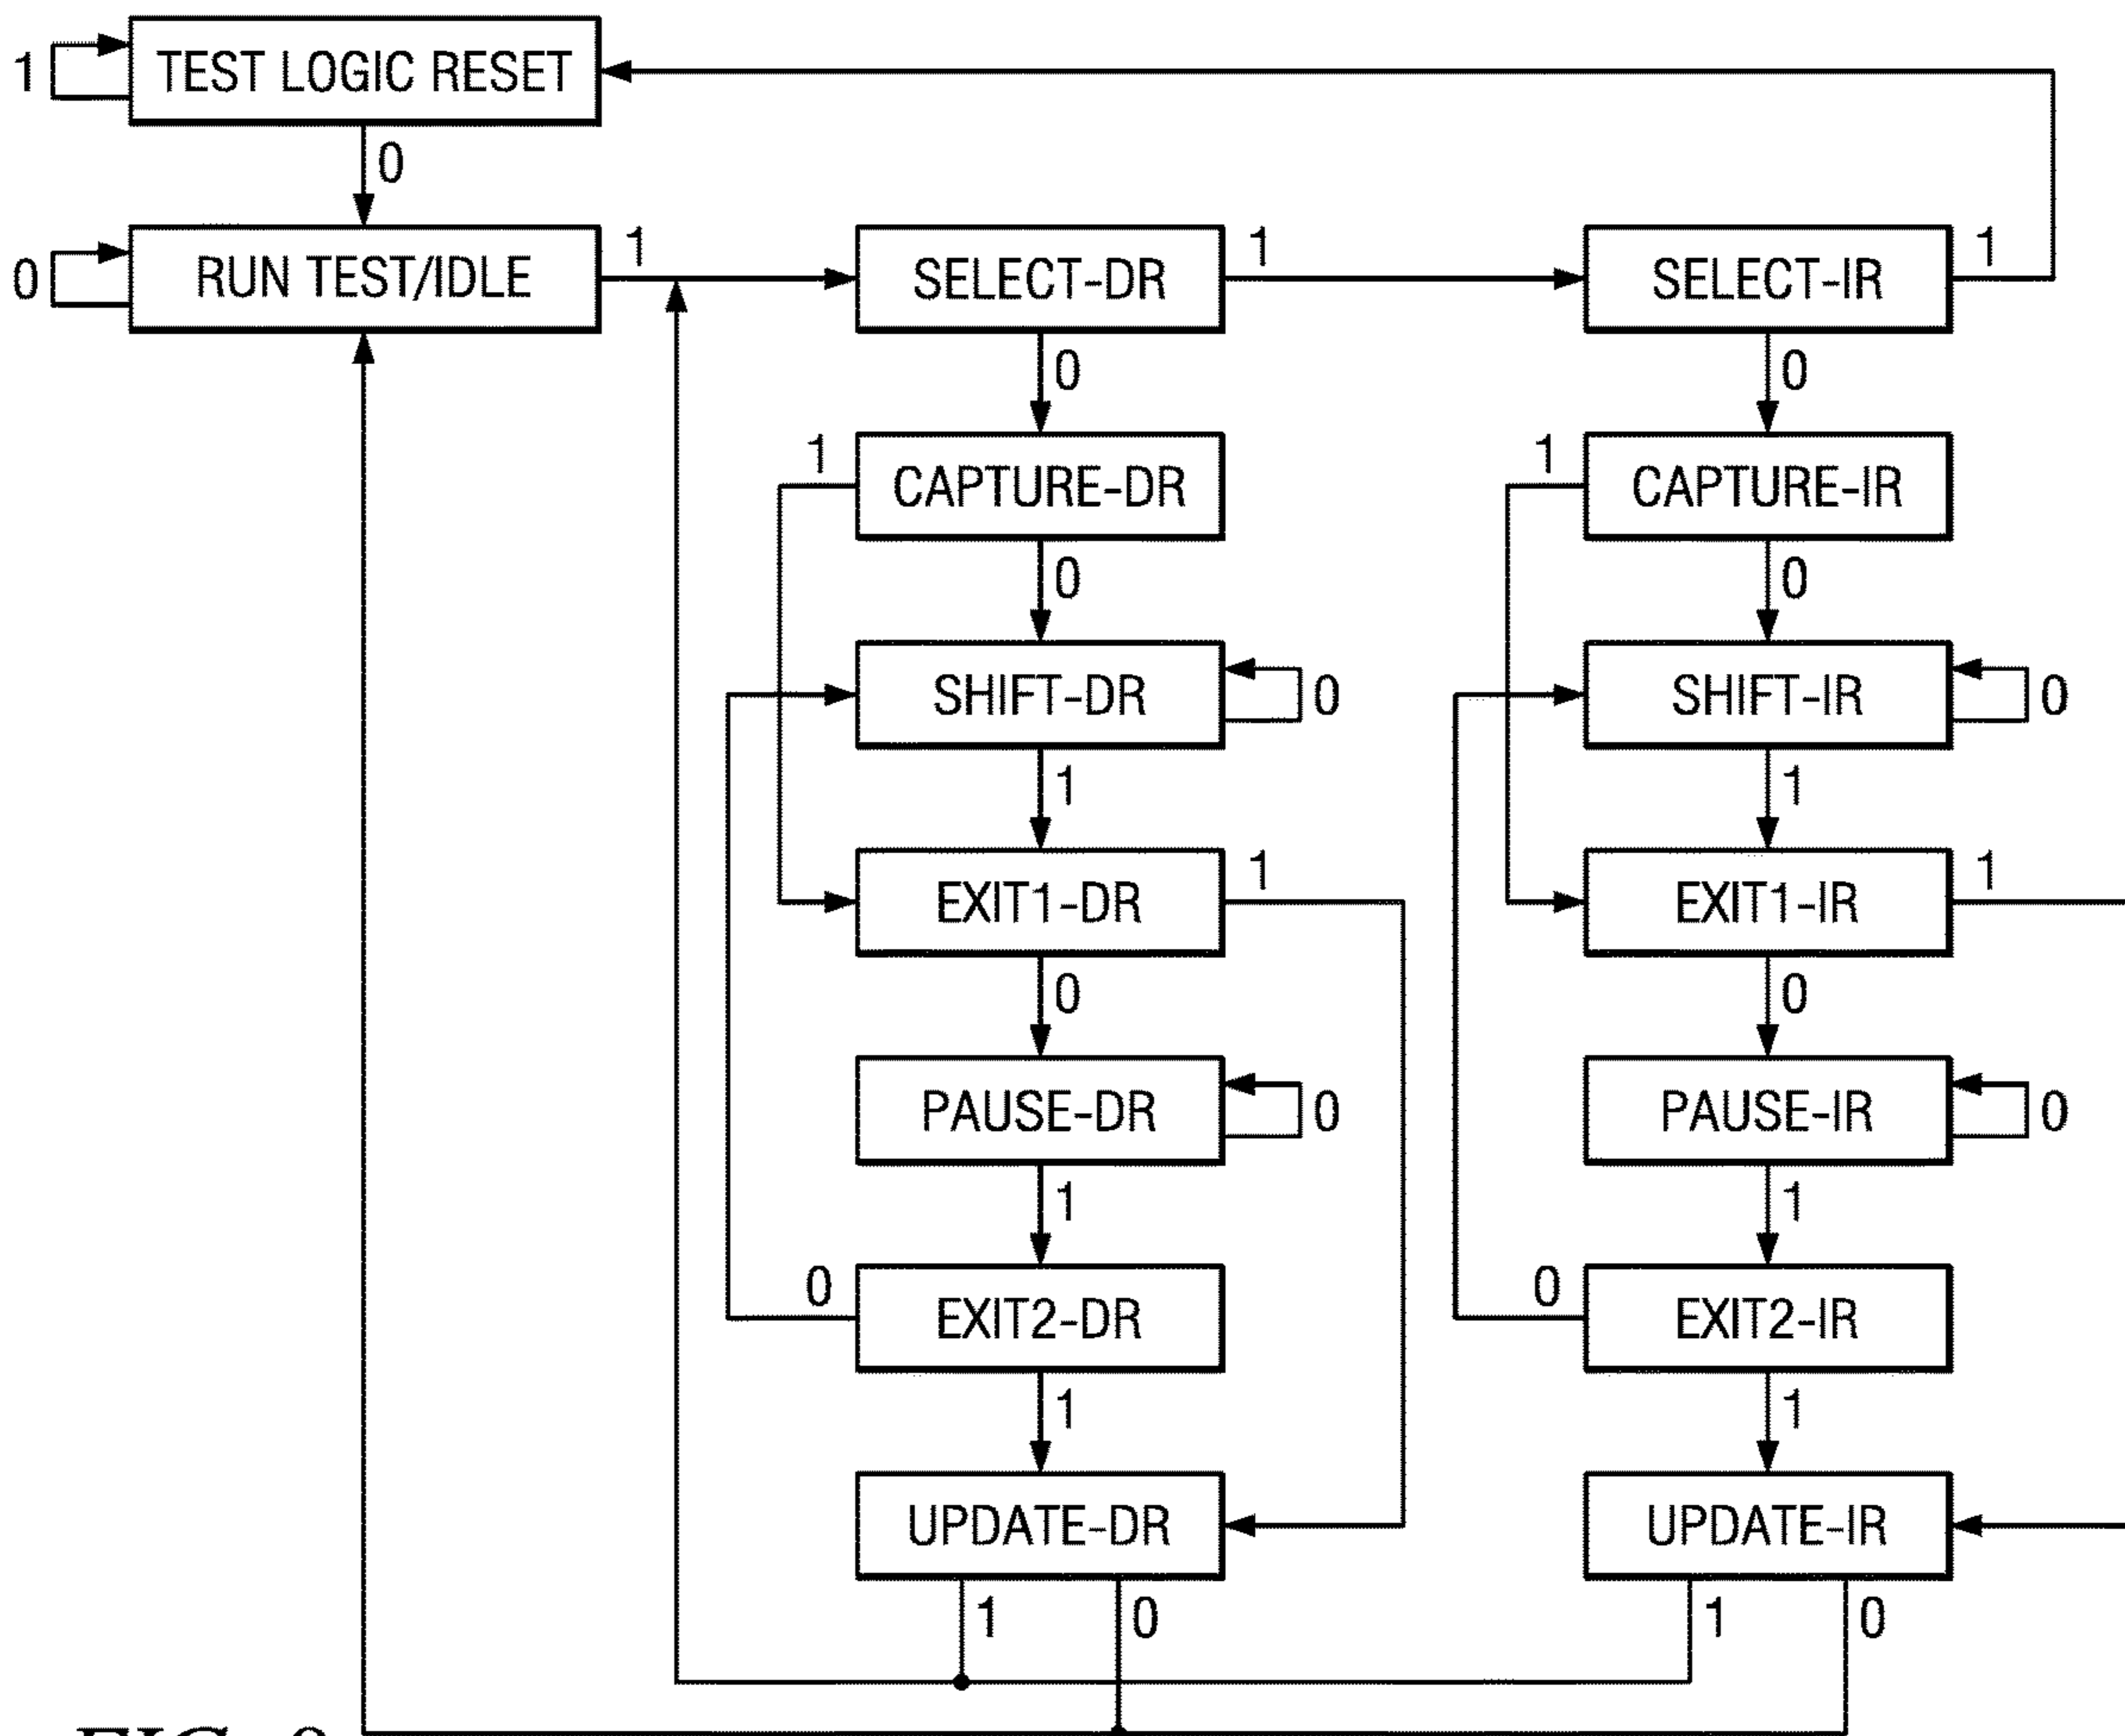 TEST LOGIC RESET
1
0
RUN TEST/IDLE
0
1
SELECT-DR
1
SELECT-IR
1
0
0
1
CAPTURE-DR
1
CAPTURE-IR
0
0
SHIFT-DR
0
SHIFT-IR
0
1
1
EXIT1-DR
1
EXIT1-IR
1
0
0
PAUSE-DR
0
PAUSE-IR
0
1
1
0
EXIT2-DR
0
EXIT2-IR
1
1
UPDATE-DR
UPDATE-IR
1
0
1
0